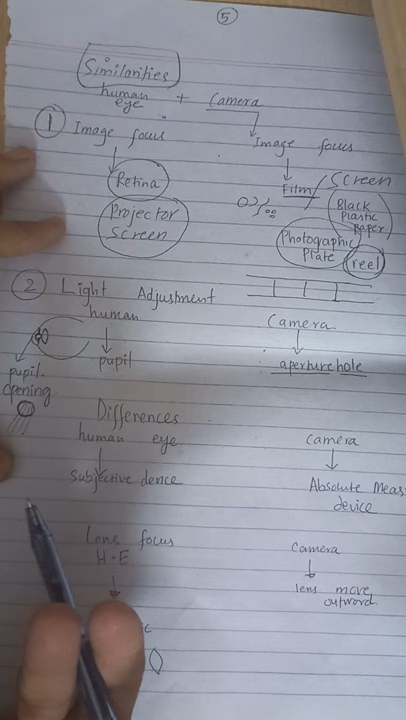 5
Similarities
human eye + Camera
1 Image focus
Image focus
Retina
Film / Screen
Projector Screen
Black Plastic Paper
Photographic Plate
reel
2 Light Adjustment
human
Camera
pupil
aperture hole
pupil opening
Differences
human eye
Camera
Subjective dence
Absolute Meas
device
Lens focus
H-E
Camera
lens move
outword